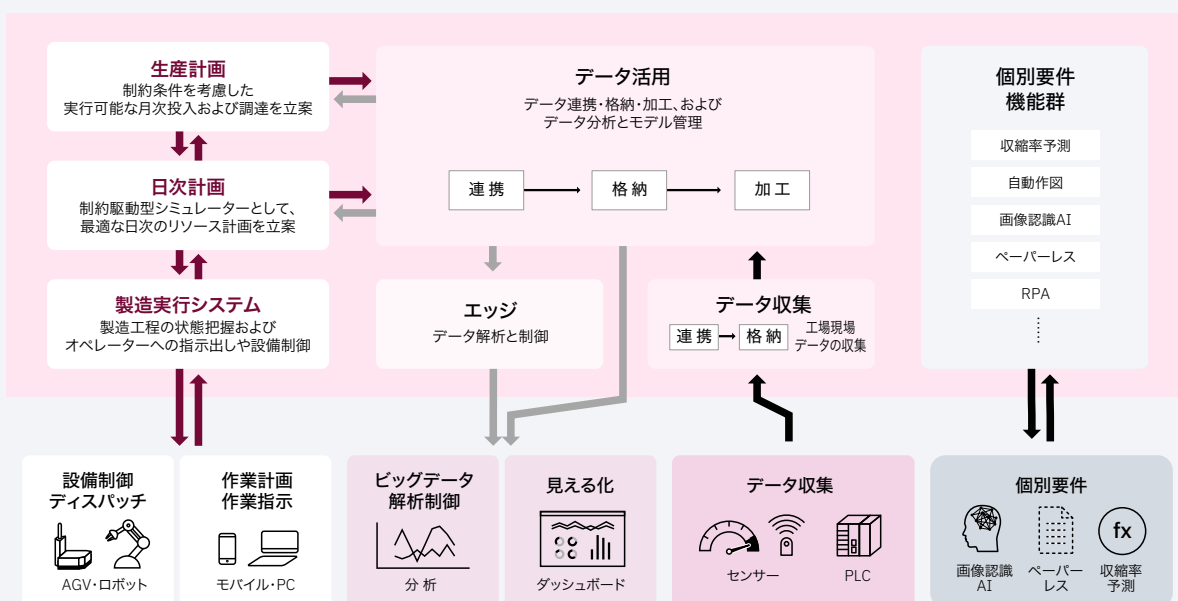 生産計画
制約条件を考慮した
実行可能な月次投入および調達を立案
日次計画
制約駆動型シミュレーターとして、
最適な日次のリソース計画を立案
製造実行システム
製造工程の状態把握および
オペレーターへの指示出しや設備制御
データ活用
データ連携・格納・加工、および
データ分析とモデル管理
連携
格納
加工
エッジ
データ解析と制御
データ収集
連携
格納
工場現場
データの収集
個別要件
機能群
収縮率予測
自動作図
画像認識AI
ペーパーレス
RPA
設備制御
ディスパッチ
AGV・ロボット
作業計画
作業指示
モバイル・PC
ビッグデータ
解析制御
分析
見える化
ダッシュボード
データ収集
センサー
PLC
個別要件
画像認識
AI
ペーパー
レス
fx
収縮率
予測